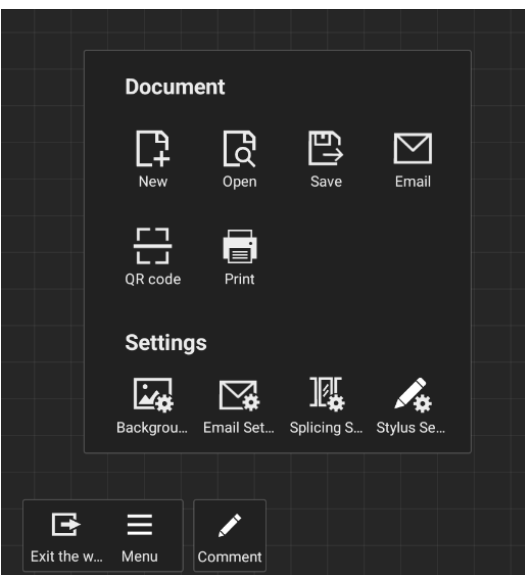 Document
New
Open
Save
Email
QR code
Print
Settings
Backgrou...
Email Set...
Splicing S...
Stylus Se...
Exit the w...
Menu
Comment